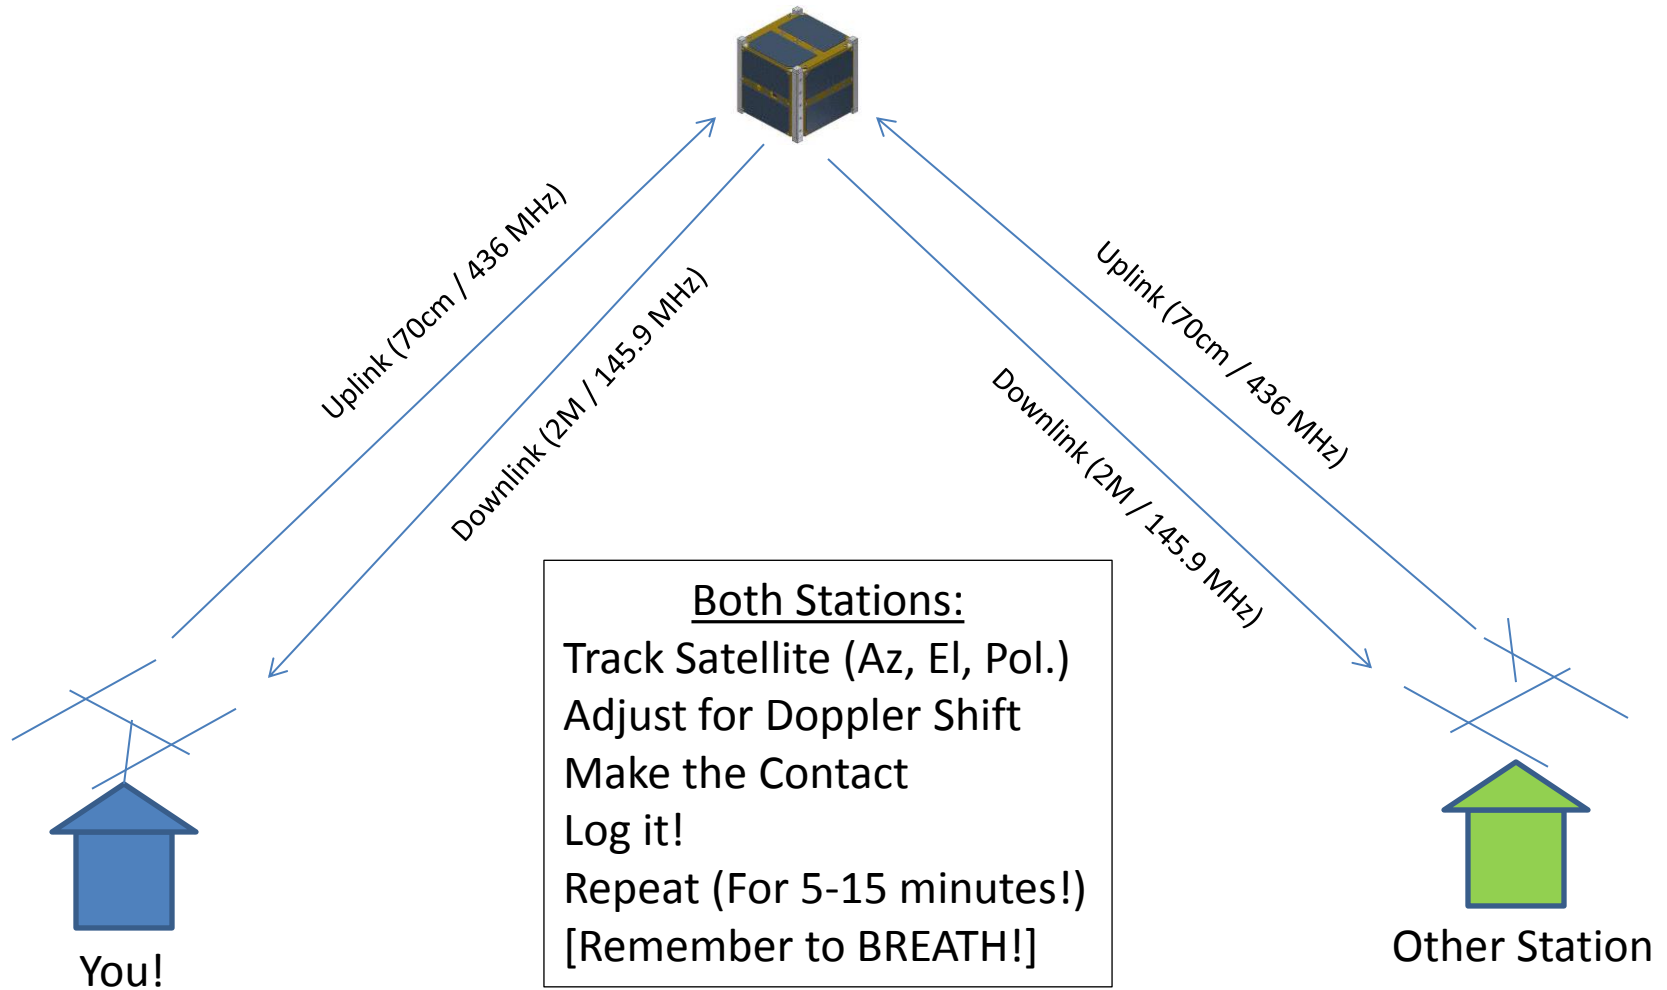 Uplink (70cm / 436 MHz)
Downlink (2M / 145.9 MHz)
Uplink (70cm / 436 MHz)
Downlink (2M / 145.9 MHz)
Both Stations:
Track Satellite (Az, El, Pol.)
Adjust for Doppler Shift
Make the Contact
Log it!
Repeat (For 5-15 minutes!)
[Remember to BREATH!]
You!
Other Station